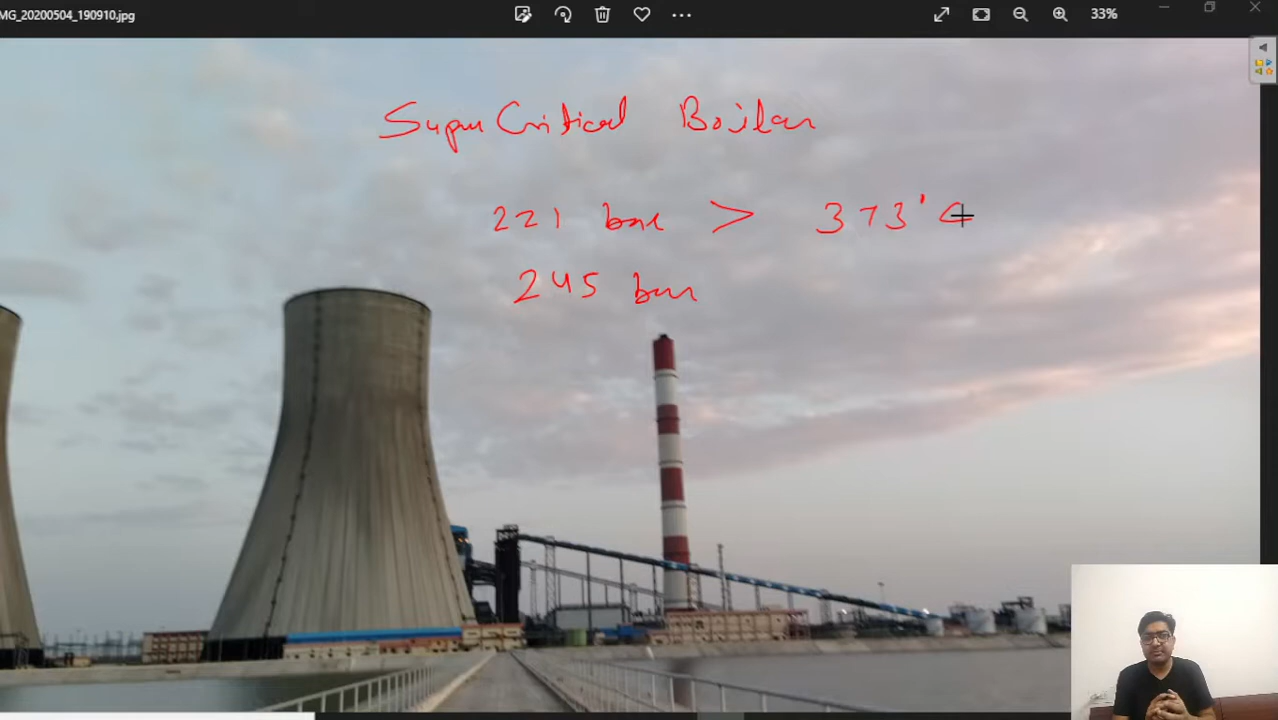 MG_20200504_190910.jpg
33%
Super Critical Boiler
221 bar > 373°C
245 bar